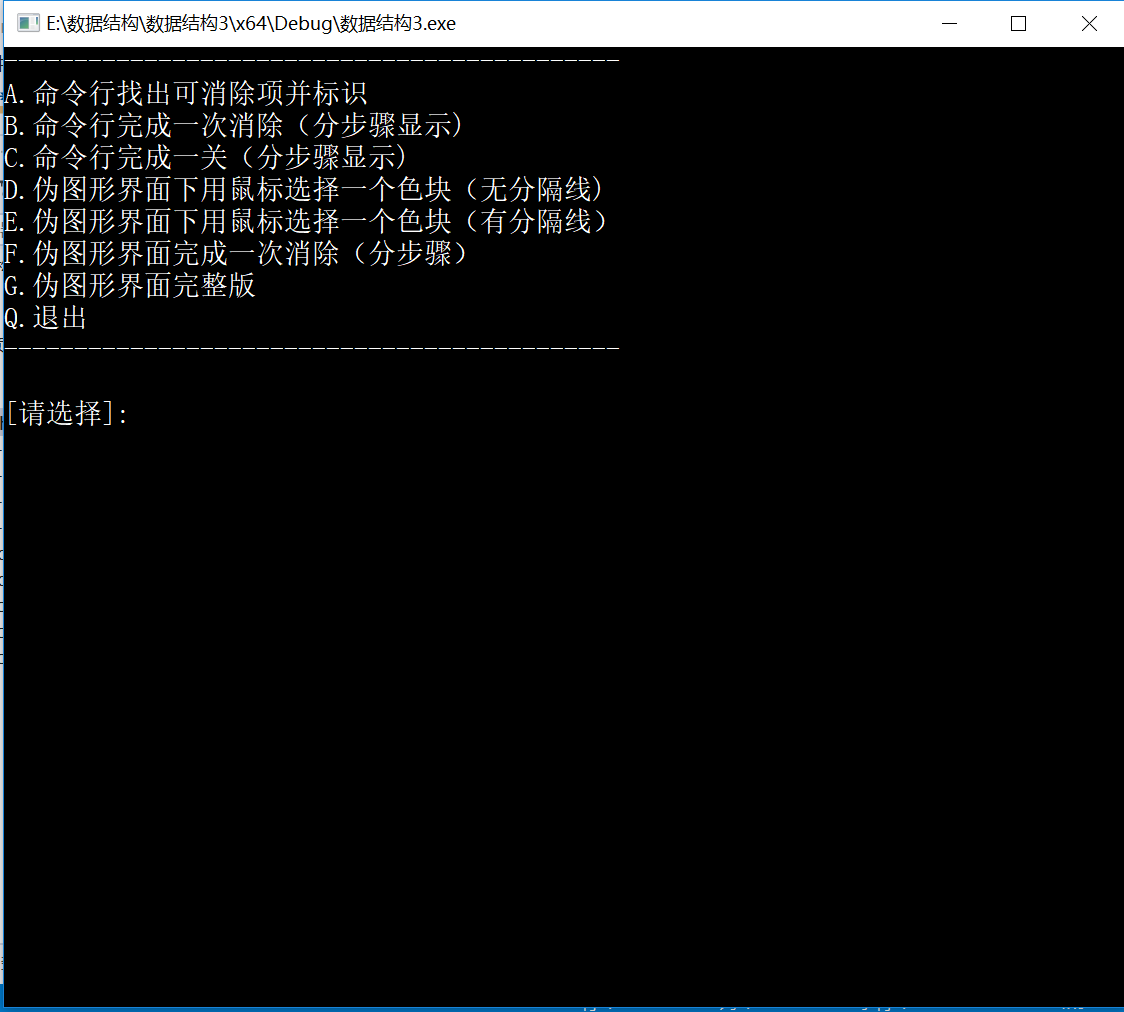 E:\数据结构\数据结构3\x64\Debug\数据结构3.exe
--------------------------------------------
A.命令行找出可消除项并标识
B.命令行完成一次消除（分步骤显示)
C.命令行完成一关（分步骤显示)
D.伪图形界面下用鼠标选择一个色块（无分隔线)
E.伪图形界面下用鼠标选择一个色块（有分隔线）
F.伪图形界面完成一次消除（分步骤）
G.伪图形界面完整版
Q.退出
--------------------------------------------
[请选择]: